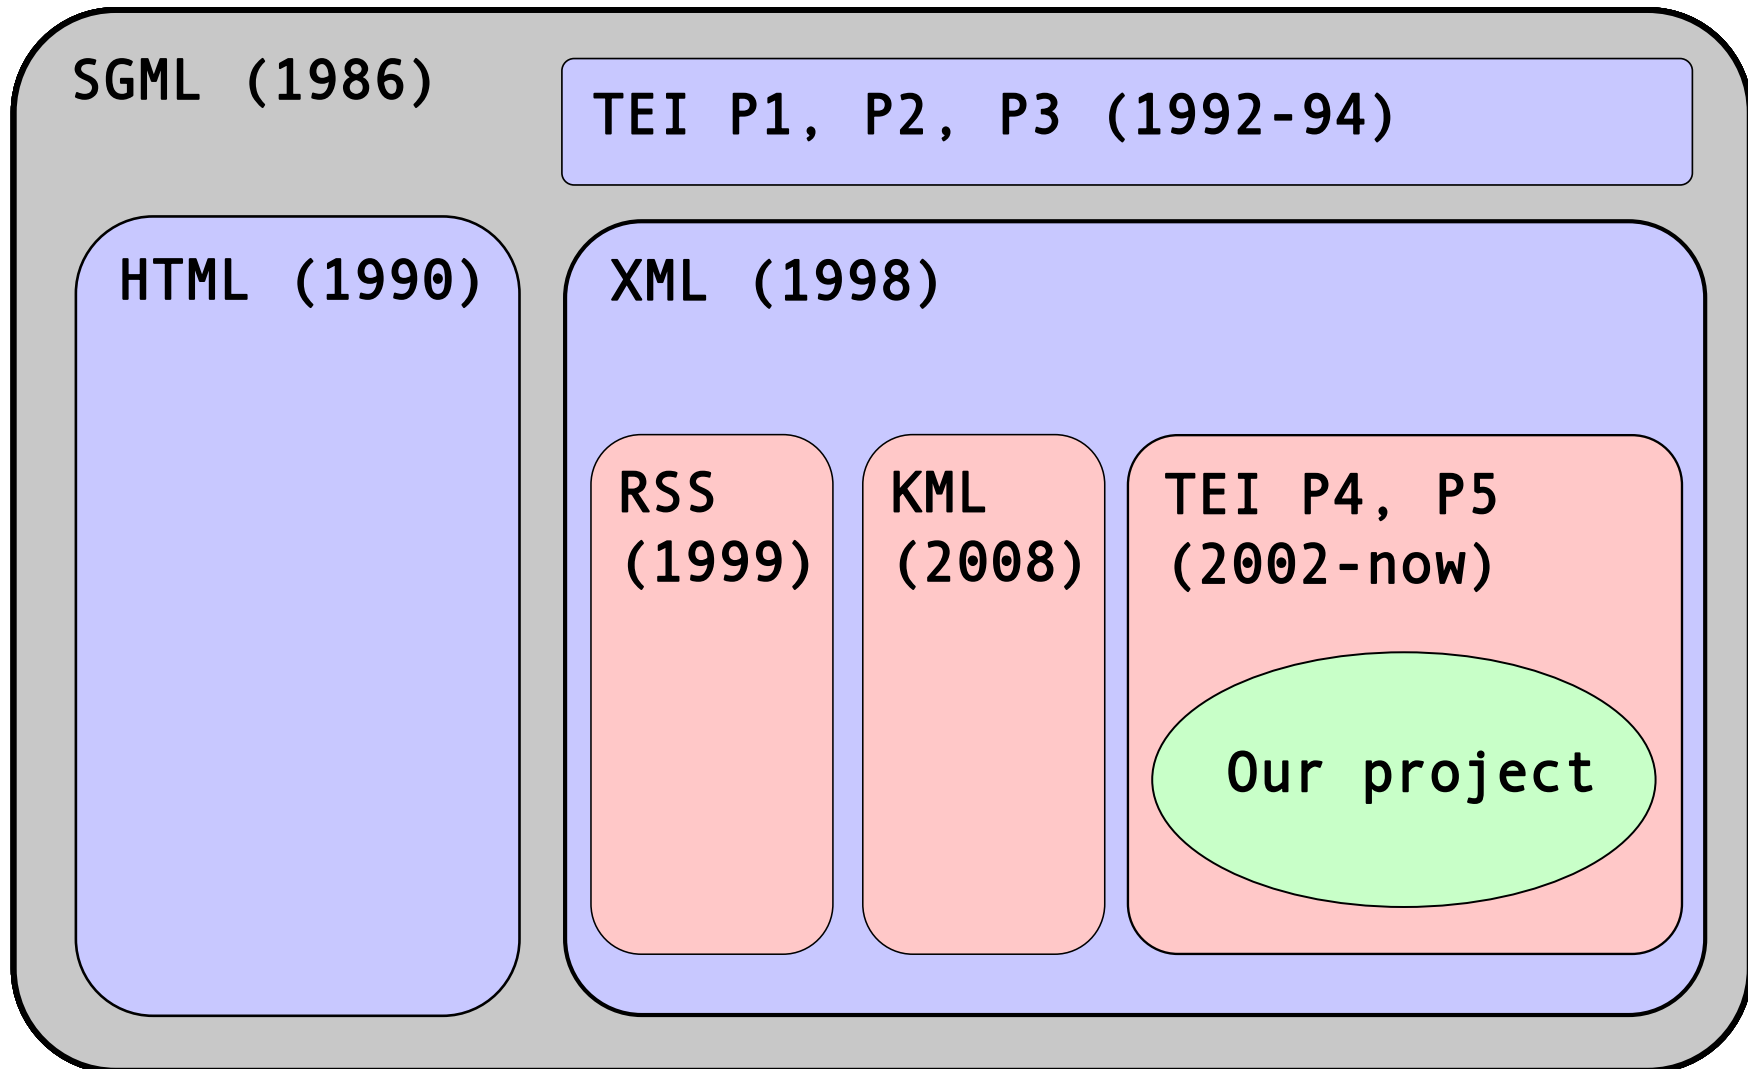 SGML (1986)
TEI P1, P2, P3 (1992-94)
HTML (1990)
XML (1998)
RSS
(1999)
KML
(2008)
TEI P4, P5
(2002-now)
Our project